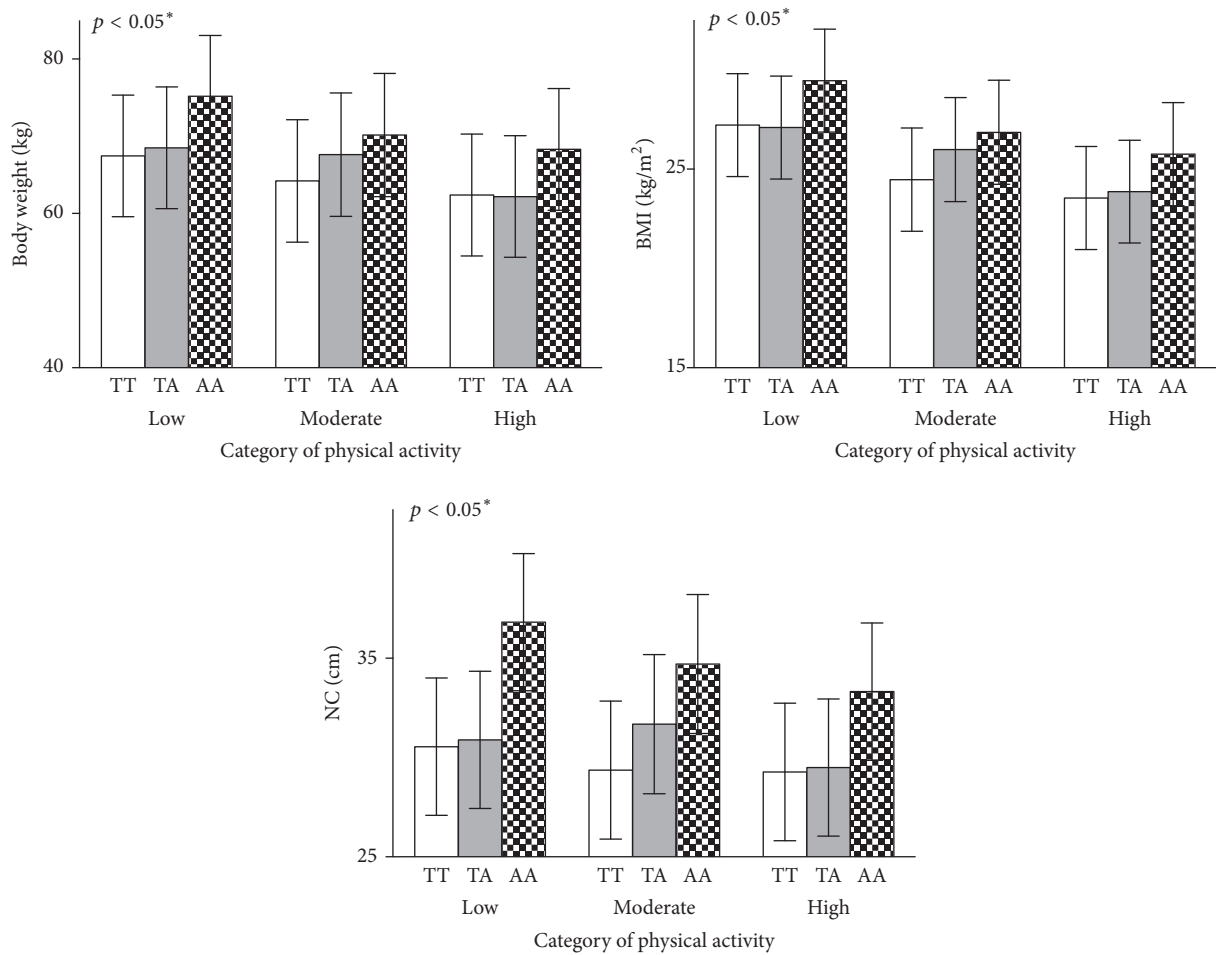 p < 0.05*
80
60
40
Body weight (kg)
TT TA AA TT TA AA TT TA AA
Low Moderate High
Category of physical activity
p < 0.05*
25
15
BMI (kg/m²)
TT TA AA TT TA AA TT TA AA
Low Moderate High
Category of physical activity
p < 0.05*
35
25
NC (cm)
TT TA AA TT TA AA TT TA AA
Low Moderate High
Category of physical activity